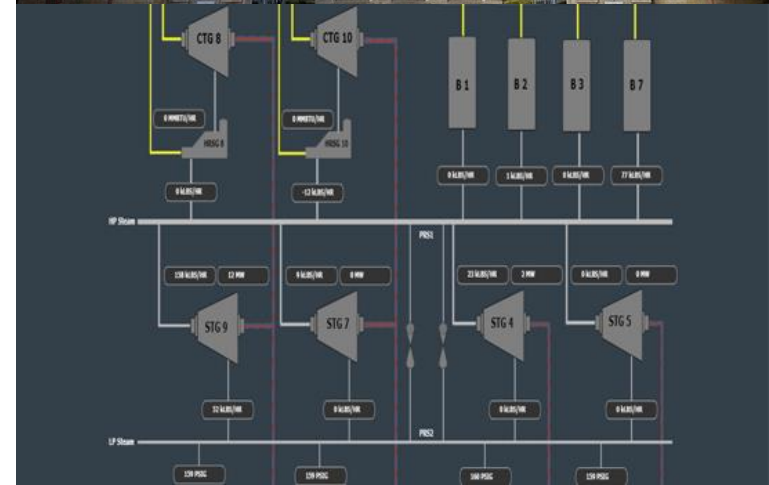 CTG 8
CTG 10
B 1
B 2
B 3
B 7
0 MMBTU/HR
0 MMBTU/HR
HRSG 8
HRSG 10
0 kLBS/HR
-12 kLBS/HR
0 kLBS/HR
1 kLBS/HR
0 kLBS/HR
77 kLBS/HR
HP Steam
PRS1
158 kLBS/HR
12 MW
9 kLBS/HR
0 MW
23 kLBS/HR
2 MW
0 kLBS/HR
0 MW
STG 9
STG 7
STG 4
STG 5
52 kLBS/HR
0 kLBS/HR
0 kLBS/HR
0 kLBS/HR
LP Steam
PRS2
159 PSIG
159 PSIG
160 PSIG
159 PSIG